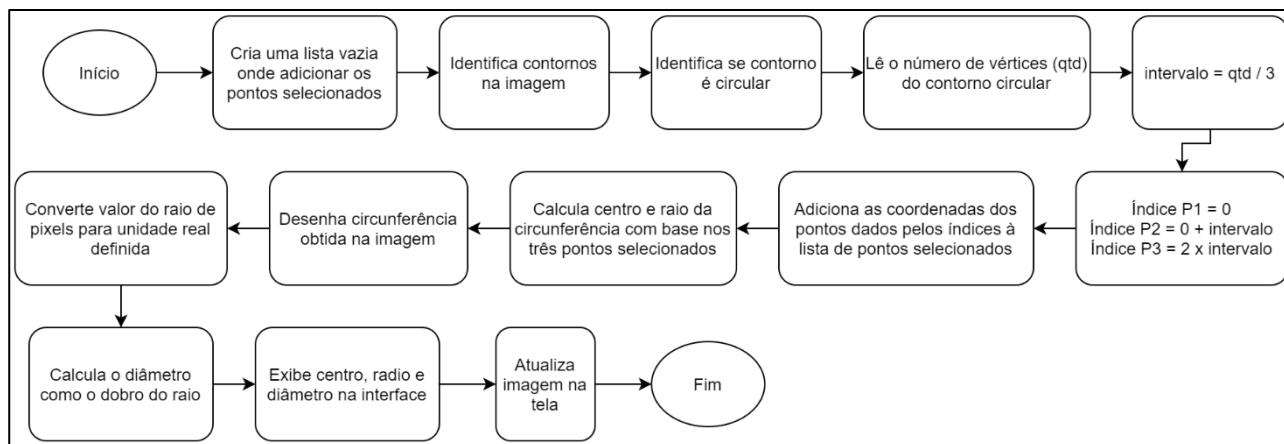 Início
Cria uma lista vazia
onde adicionar os
pontos selecionados
Identifica contornos
na imagem
Identifica se contorno
é circular
Lê o número de vértices (qtd)
do contorno circular
intervalo = qtd / 3
Índice P1 = 0
Índice P2 = 0 + intervalo
Índice P3 = 2 x intervalo
Adiciona as coordenadas dos
pontos dados pelos índices à
lista de pontos selecionados
Calcula centro e raio da
circunferência com base nos
três pontos selecionados
Desenha circunferência
obtida na imagem
Converte valor do raio de
pixels para unidade real
definida
Calcula o diâmetro
como o dobro do raio
Exibe centro, radio e
diâmetro na interface
Atualiza
imagem na
tela
Fim